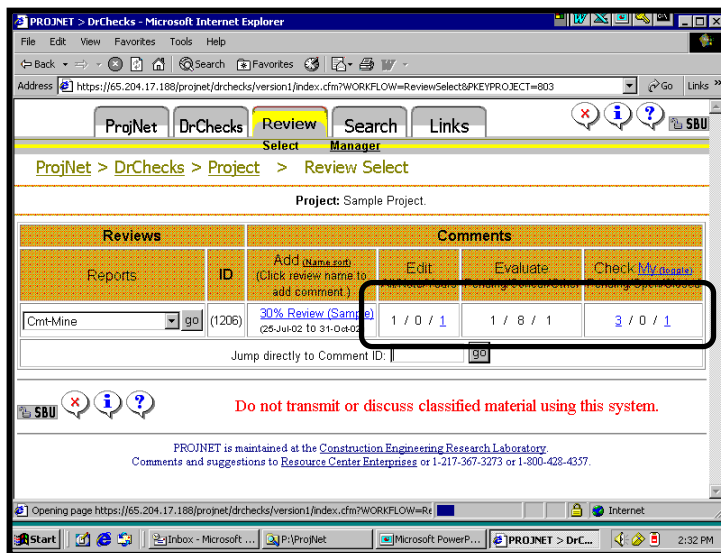 PROJNET > DrChecks - Microsoft Internet Explorer
File Edit View Favorites Tools Help
Back Search Favorites
Address https://65.204.17.188/projnet/drchecks/version1/index.cfm?WORKFLOW=ReviewSelect&PKEYPROJECT=803 Go Links »
ProjNet DrChecks Review Search Links SBU
Select Manager
ProjNet > DrChecks > Project > Review Select
Project: Sample Project.
Reviews Comments
Reports ID Add (Name sort) (Click review name to add comment.) Edit Evaluate Check My (toggle)
Cmt-Mine go (1206) 30% Review (Sample) 1 / 0 / 1 1 / 8 / 1 3 / 0 / 1
(25-Jul-02 to 31-Oct-02
Jump directly to Comment ID: go
SBU Do not transmit or discuss classified material using this system.
PROJNET is maintained at the Construction Engineering Research Laboratory.
Comments and suggestions to Resource Center Enterprises or 1-217-367-3273 or 1-800-428-4357.
Opening page https://65.204.17.188/projnet/drchecks/version1/index.cfm?WORKFLOW=Re Internet
Start Inbox - Microsoft ... P:\ProjNet Microsoft PowerP... PROJNET > DrC... 2:32 PM